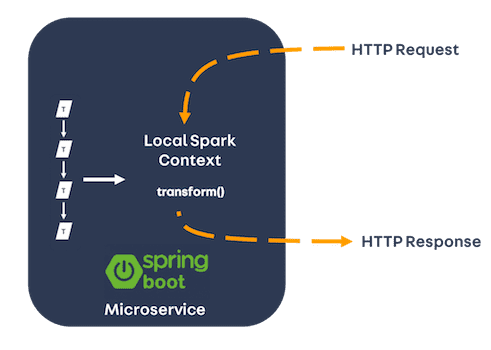 HTTP Request
T
T
T
T
Local Spark
Context
transform()
HTTP Response
spring
boot
Microservice